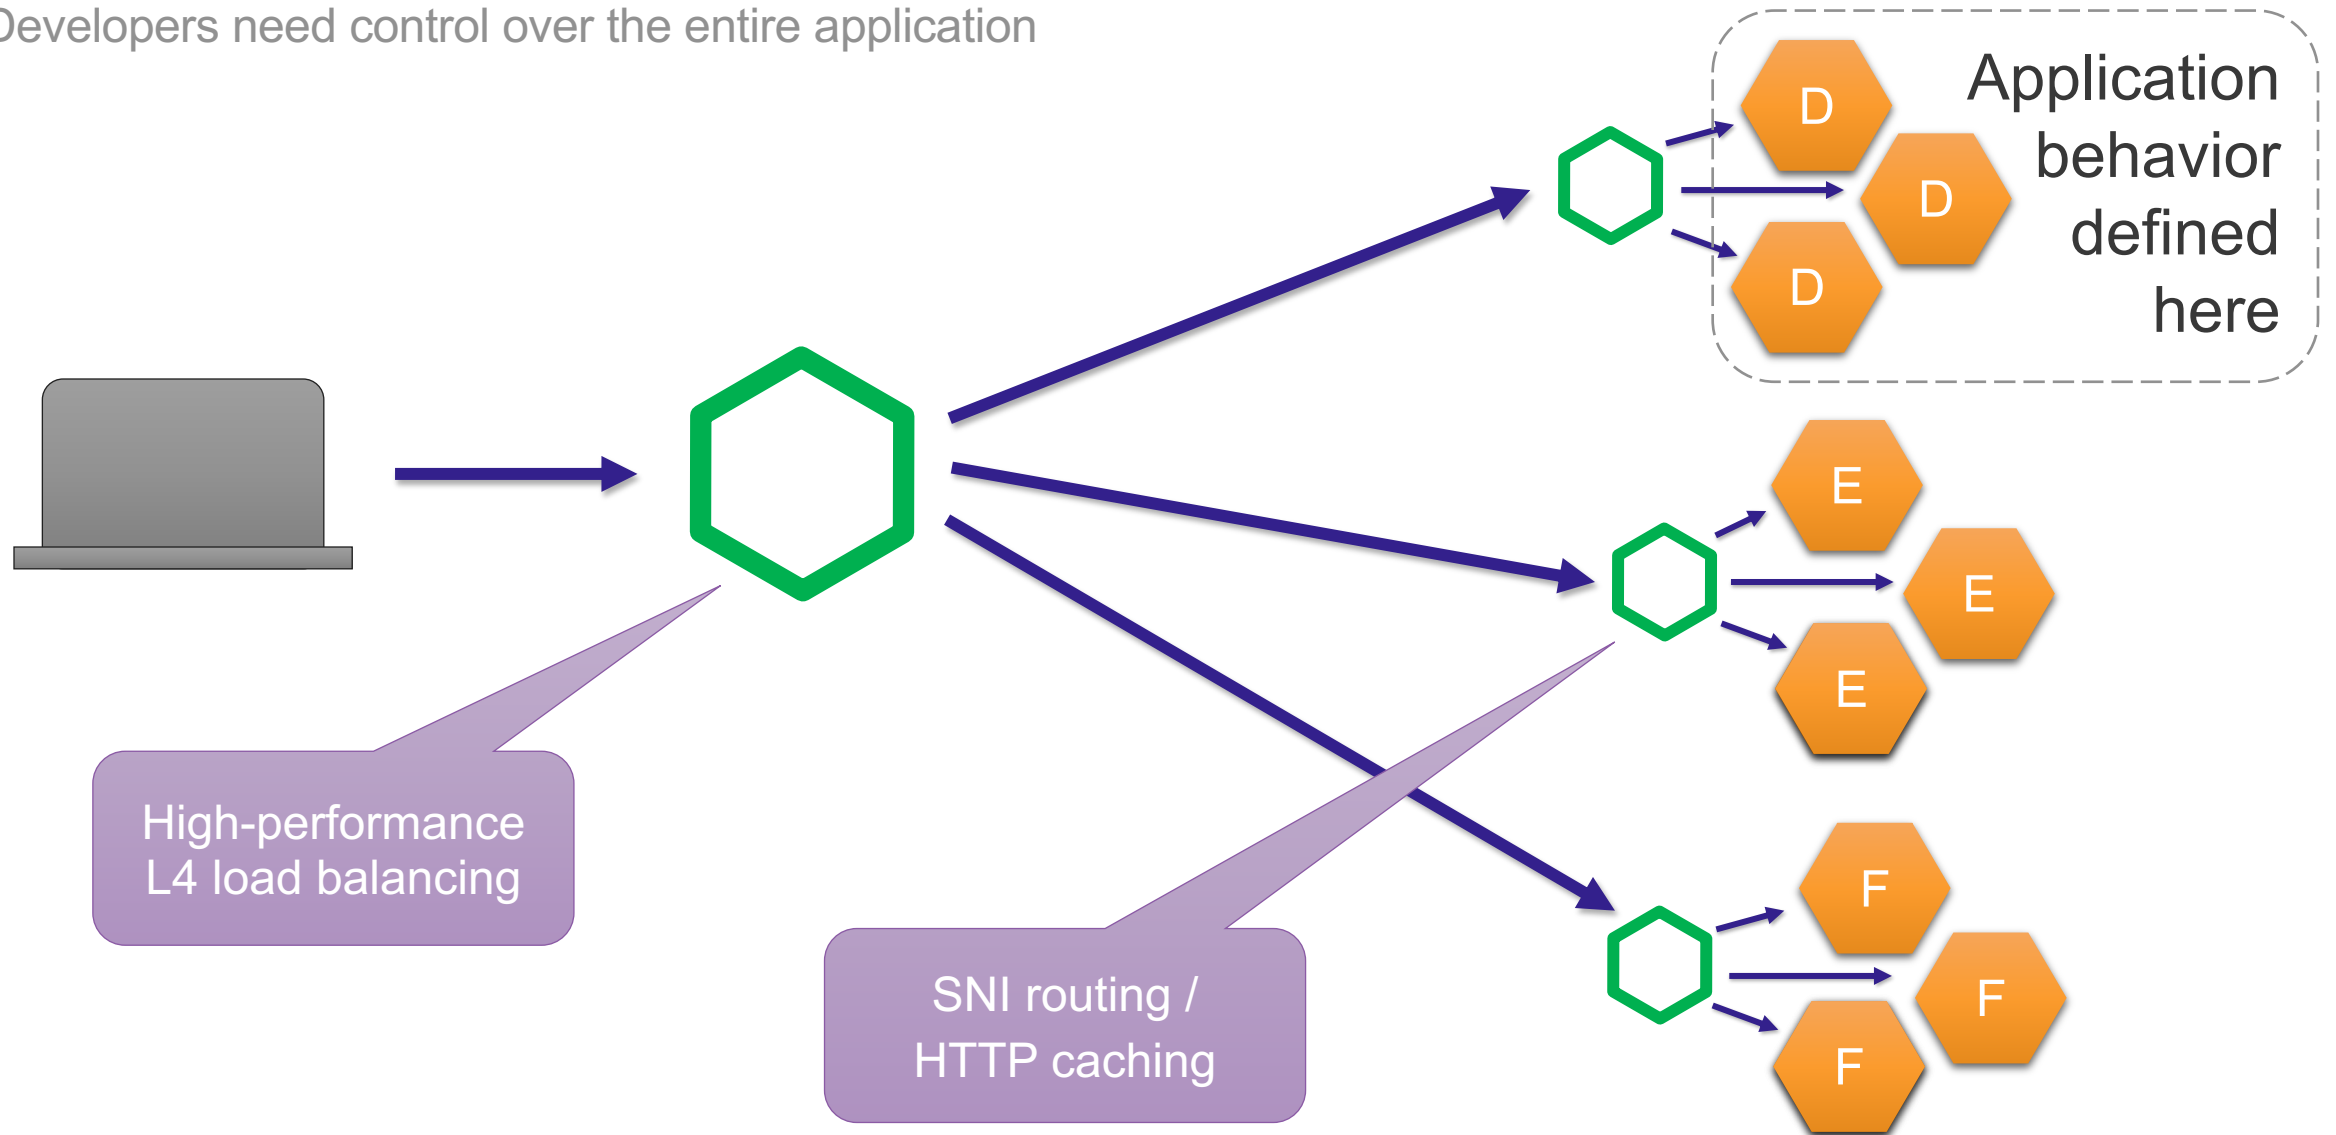 Developers need control over the entire application
D
D
D
Application
behavior
defined
here
E
E
E
High-performance
L4 load balancing
SNI routing /
HTTP caching
F
F
F